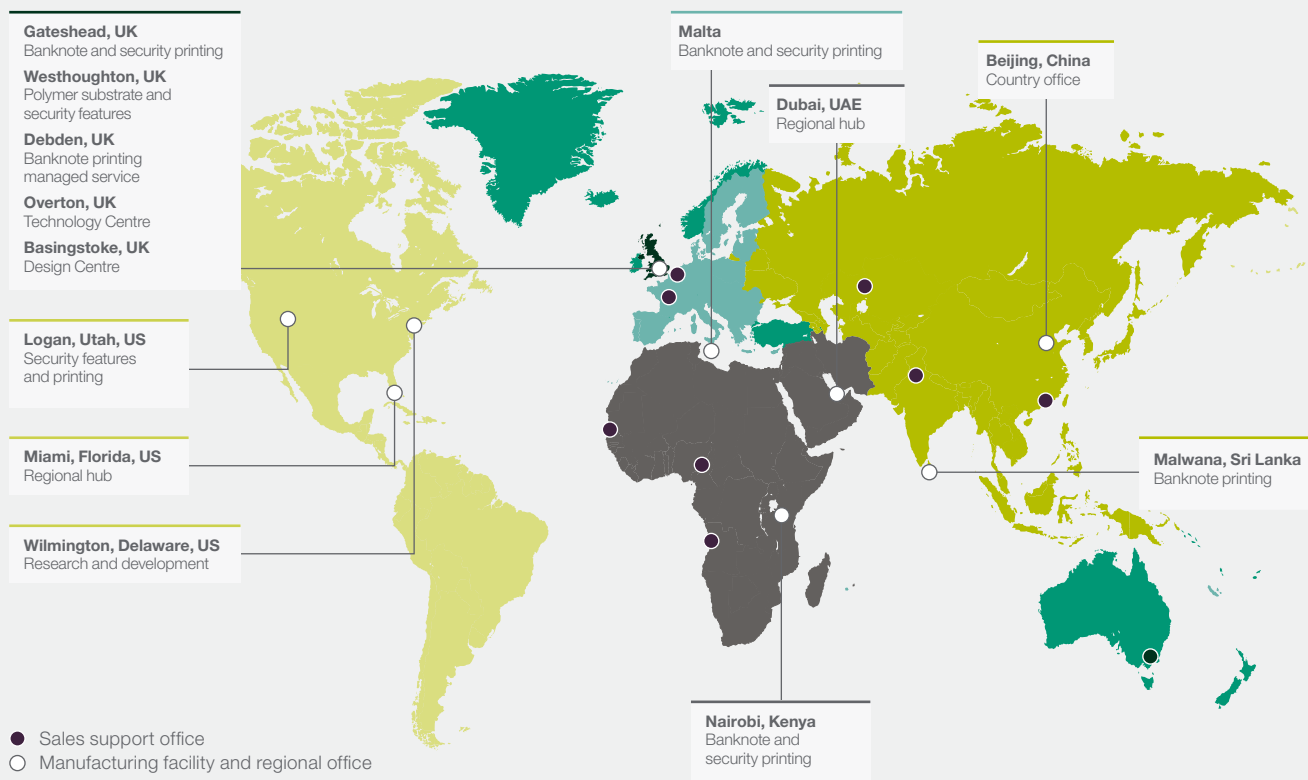 Gateshead, UK
Banknote and security printing
Westhoughton, UK
Polymer substrate and
security features
Debden, UK
Banknote printing
managed service
Overton, UK
Technology Centre
Basingstoke, UK
Design Centre
Logan, Utah, US
Security features
and printing
Miami, Florida, US
Regional hub
Wilmington, Delaware, US
Research and development
Malta
Banknote and security printing
Dubai, UAE
Regional hub
Beijing, China
Country office
Malwana, Sri Lanka
Banknote printing
Nairobi, Kenya
Banknote and
security printing
Sales support office
Manufacturing facility and regional office